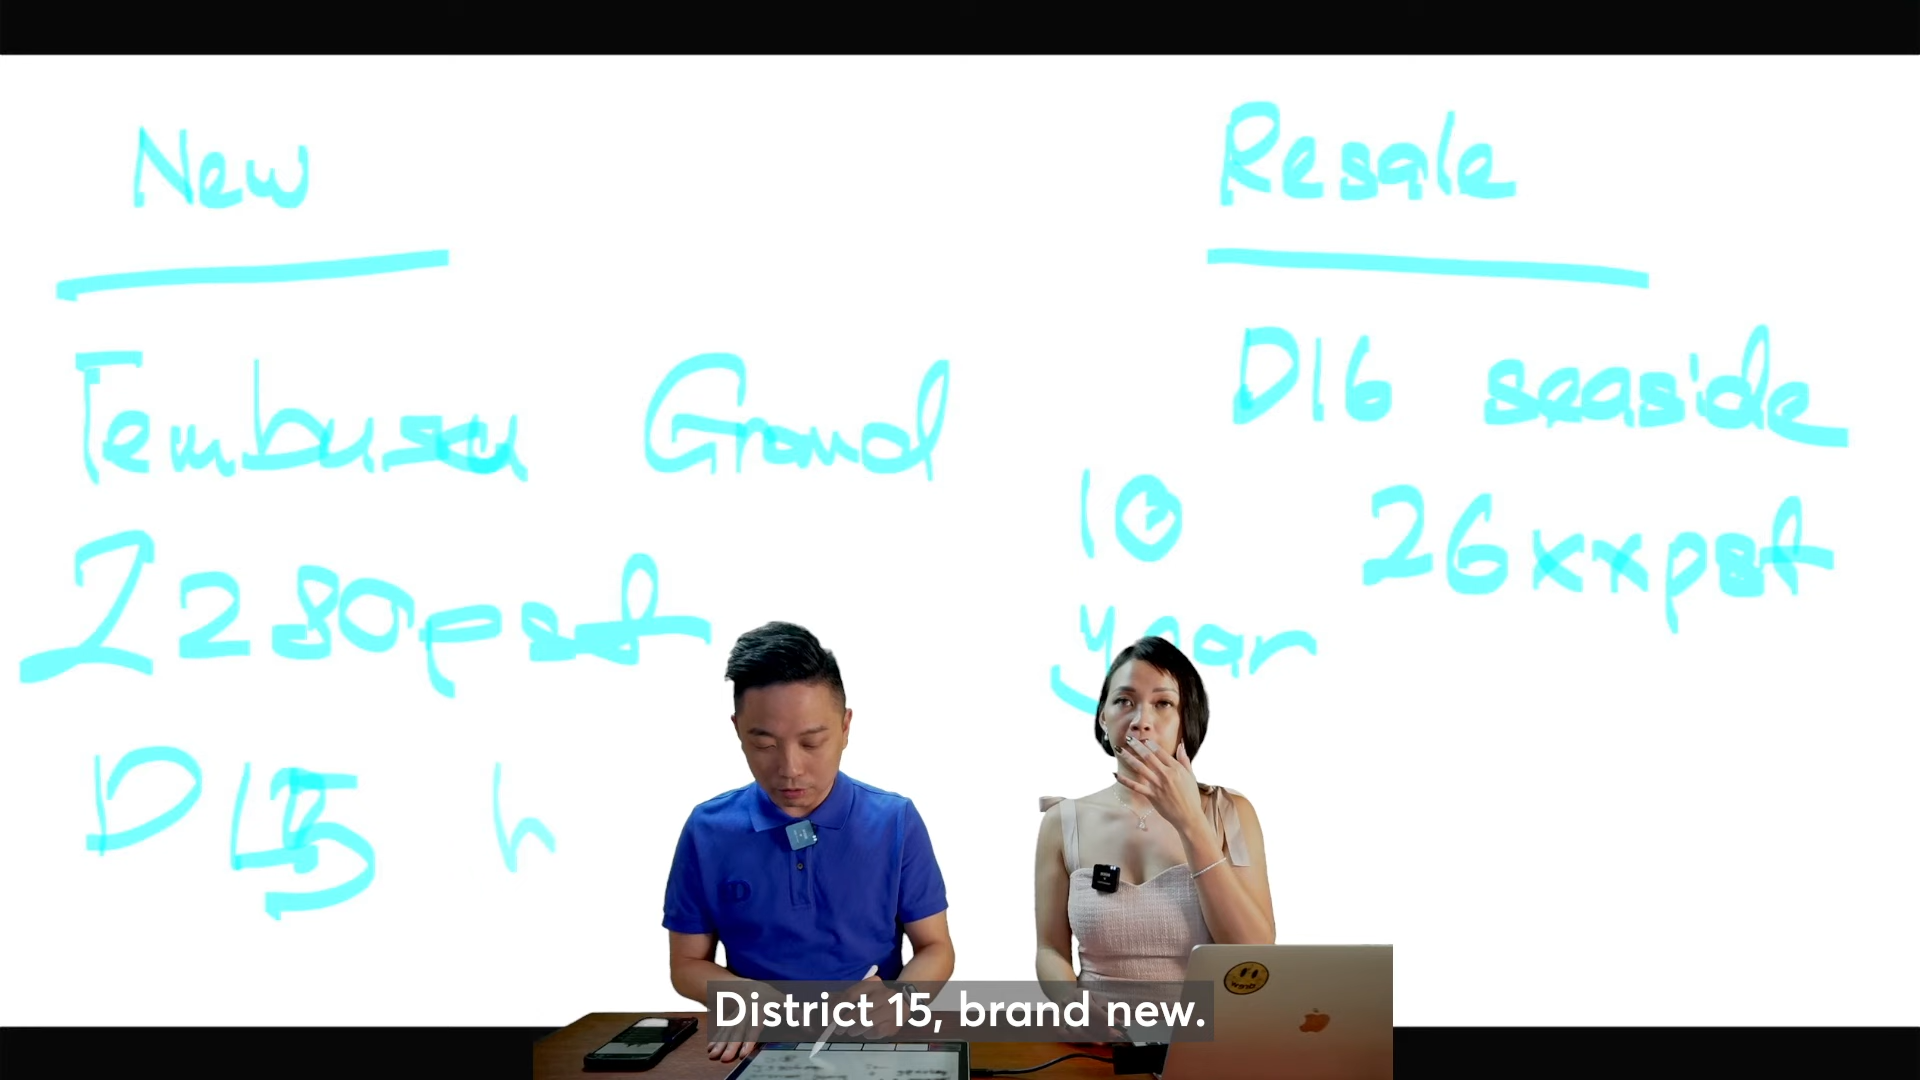 New
Tembusu Grand
2280psf
D15 h
Resale
D16 seaside
10 26xxpsf
year
District 15, brand new.